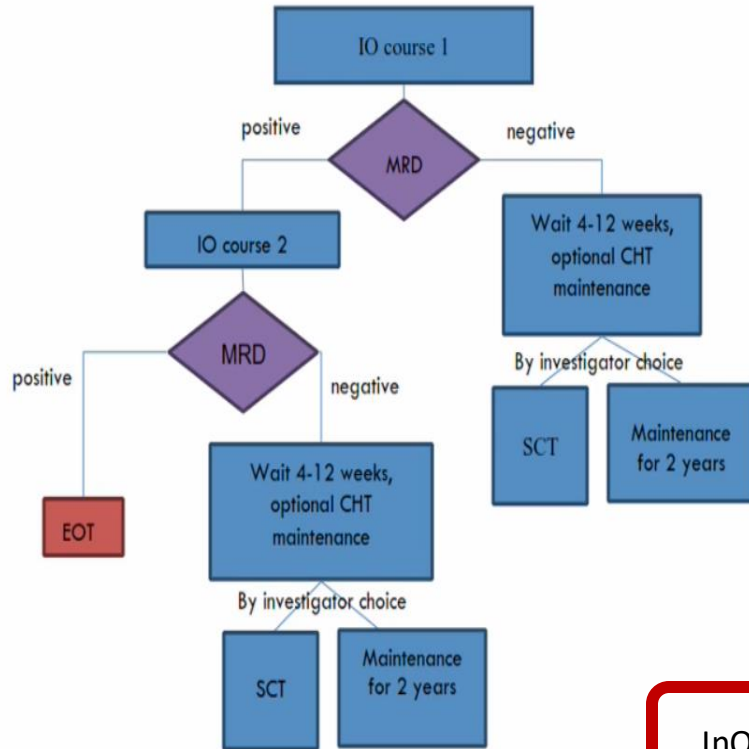 IO course 1
positive
negative
MRD
Wait 4-12 weeks,
optional CHT
maintenance
IO course 2
By investigator choice
MRD
positive
negative
SCT
Maintenance
for 2 years
Wait 4-12 weeks,
optional CHT
maintenance
EOT
By investigator choice
SCT
Maintenance
for 2 years